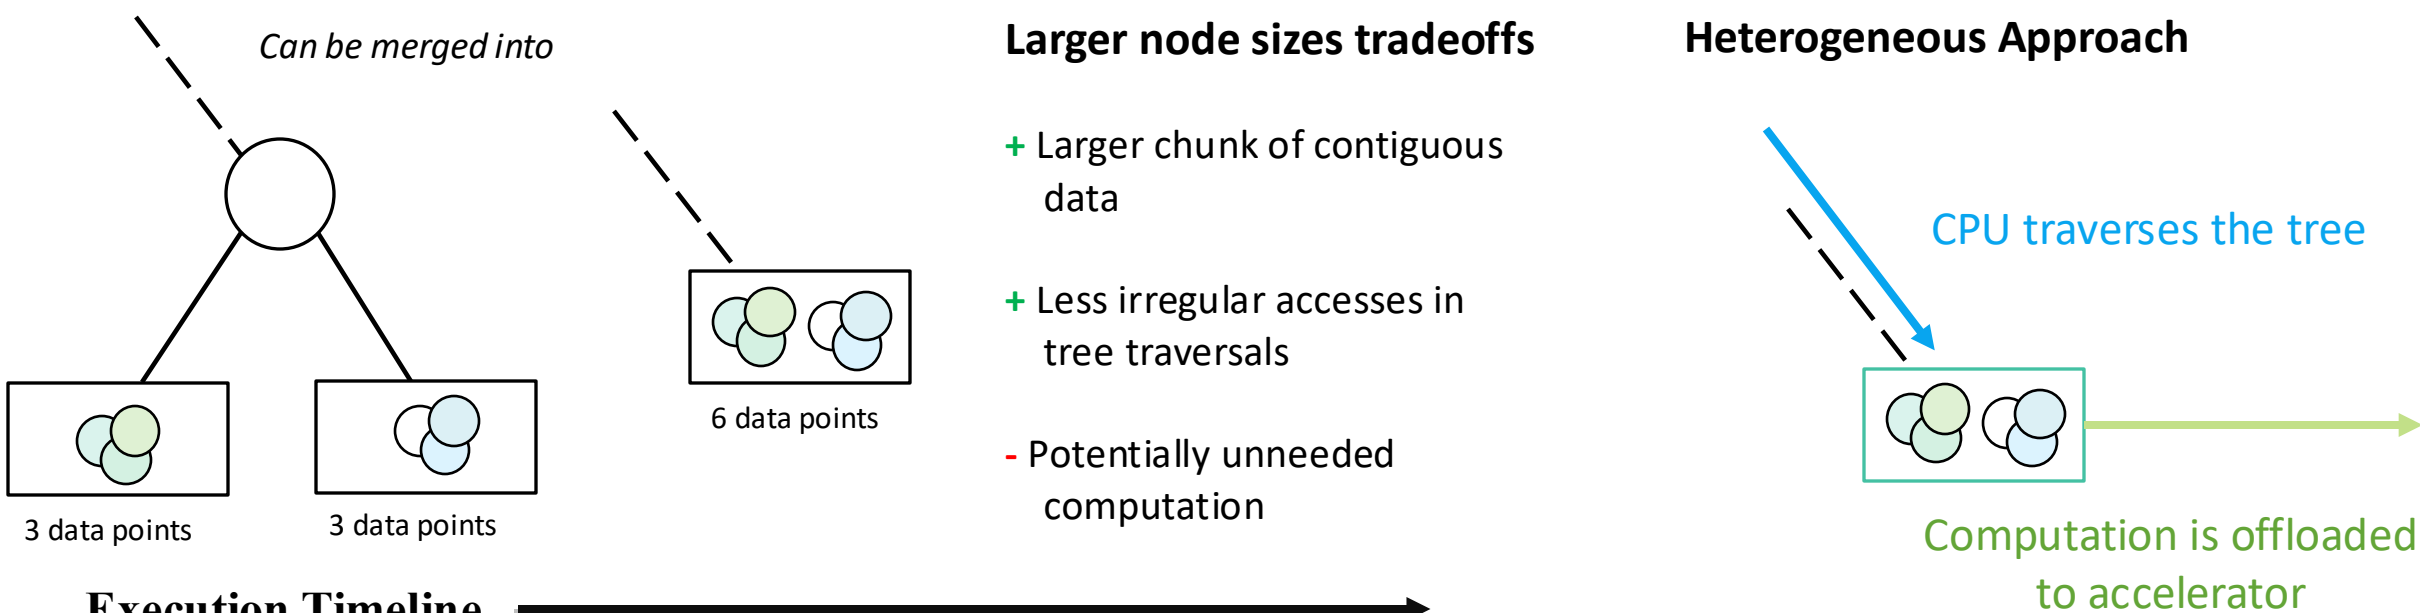 Can be merged into
3 data points
3 data points
6 data points
Larger node sizes tradeoffs
+ Larger chunk of contiguous
data
+ Less irregular accesses in
tree traversals
- Potentially unneeded
computation
Heterogeneous Approach
CPU traverses the tree
Computation is offloaded
to accelerator
Execution Timeline